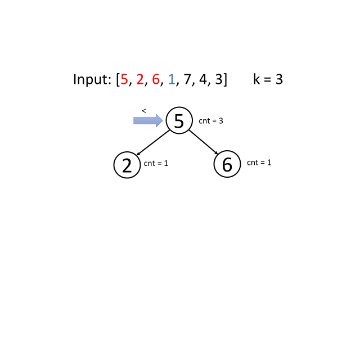 Input: [5, 2, 6, 1, 7, 4, 3] k = 3
<
5 cnt = 3
2 cnt = 1 6 cnt = 1